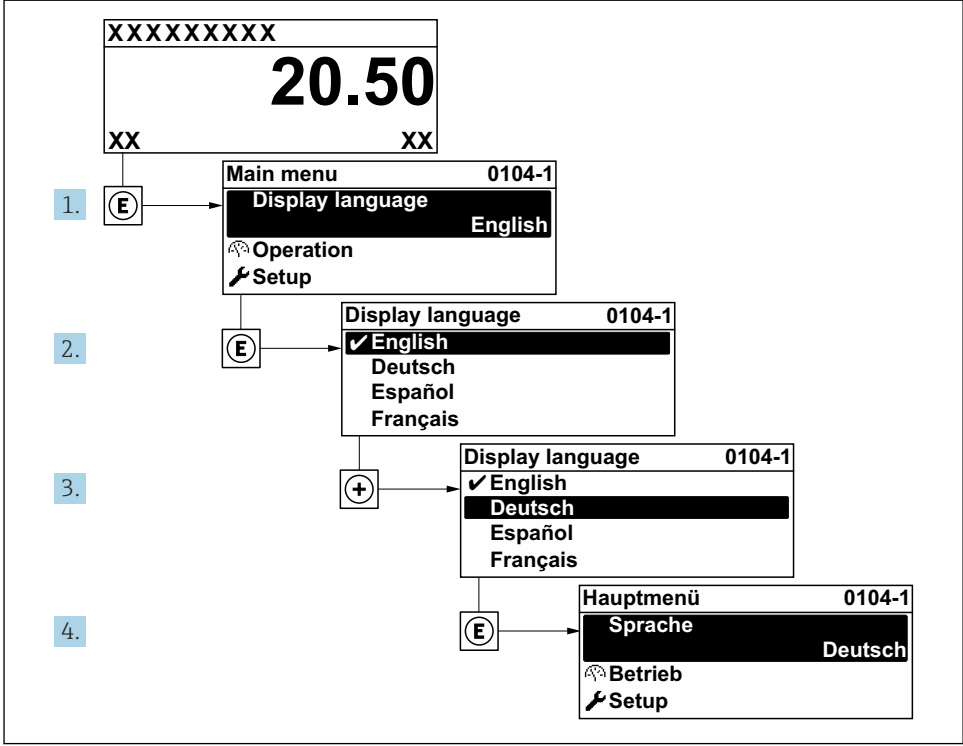 XXXXXXXXX
20.50
XX XX
1. E
Main menu 0104-1
Display language
English
Operation
Setup
2. E
Display language 0104-1
✔ English
Deutsch
Español
Français
3. +
Display language 0104-1
✔ English
Deutsch
Español
Français
4. E
Hauptmenü 0104-1
Sprache
Deutsch
Betrieb
Setup